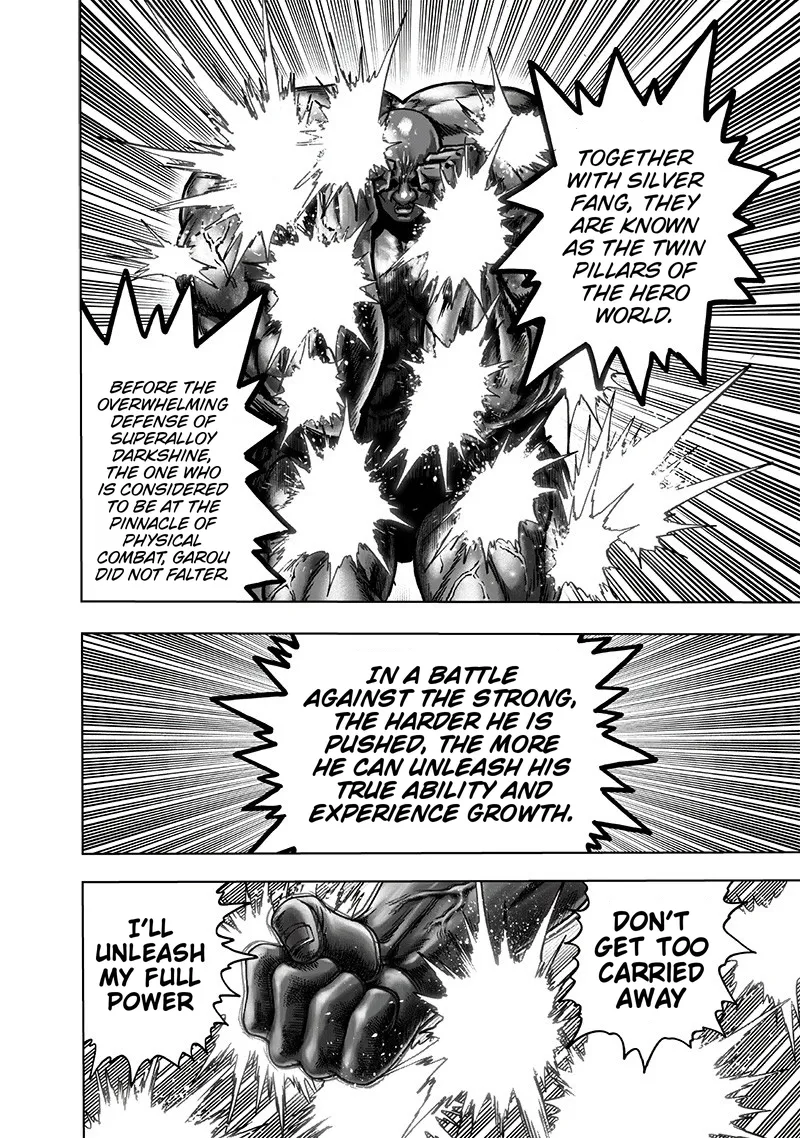 TOGETHER
WITH SILVER
FANG, THEY
ARE KNOWN
AS THE TWIN
PILLARS OF
THE HERO
WORLD.
BEFORE THE
OVERWHELMING
DEFENSE OF
SUPERALLOY
DARKSHINE,
THE ONE WHO
IS CONSIDERED
TO BE AT THE
PINNACLE OF
PHYSICAL
COMBAT, GAROU
DID NOT FALTER.
IN A BATTLE
AGAINST THE STRONG,
THE HARDER HE IS
PUSHED, THE MORE
HE CAN UNLEASH HIS
TRUE ABILITY AND
EXPERIENCE GROWTH.
DON'T
GET TOO
CARRIED
AWAY
I'LL
UNLEASH
MY FULL
POWER